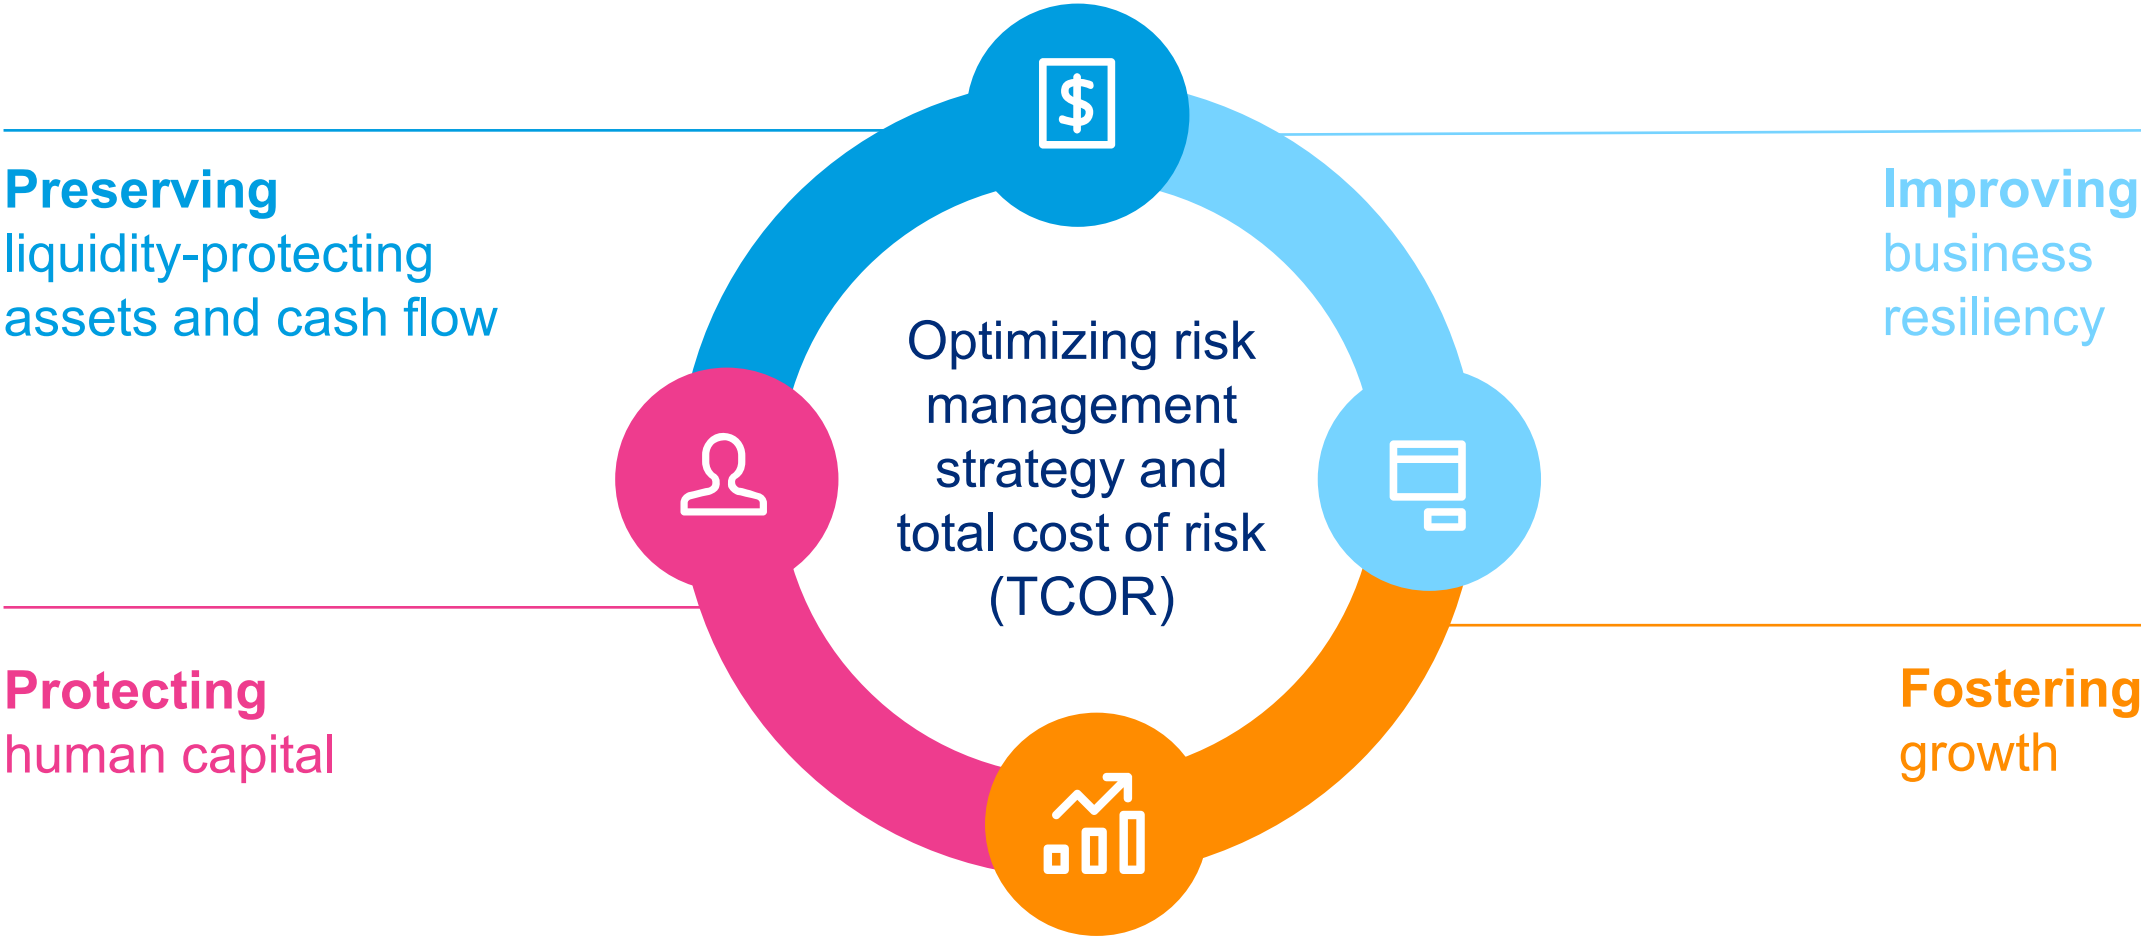 $
Preserving
liquidity-protecting
assets and cash flow
Improving
business
resiliency
Optimizing risk
management
strategy and
total cost of risk
(TCOR)
Protecting
human capital
Fostering
growth